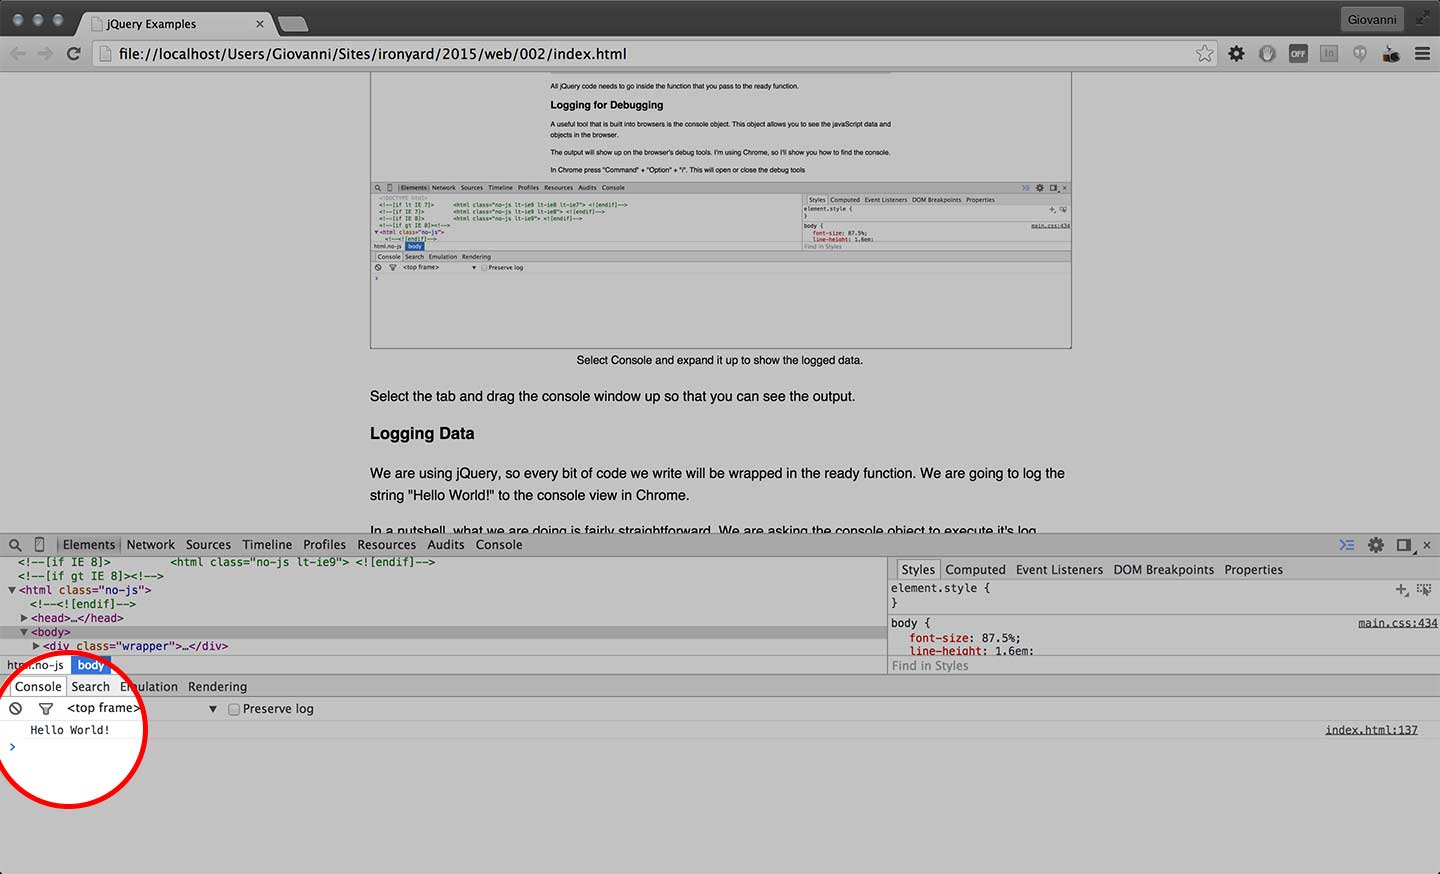 jQuery Examples
Giovanni
file://localhost/Users/Giovanni/Sites/ironyard/2015/web/002/index.html
OFF
In
All jQuery code needs to go inside the function that you pass to the ready function.
Logging for Debugging
A useful tool that is built into browsers is the console object. This object allows you to see the javaScript data and
objects in the browser.
The output will show up on the browser's debug tools. I'm using Chrome, so I'll show you how to find the console.
In Chrome press "Command" + "Option" + "i". This will open or close the debug tools
Elements Network Sources Timeline Profiles Resources Audits Console
<!DOCTYPE html>
<!--[if lt IE 7]> <html class="no-js lt-ie9 lt-ie8 lt-ie7"> <![endif]-->
<!--[if IE 7]> <html class="no-js lt-ie9 lt-ie8"> <![endif]-->
<!--[if IE 8]> <html class="no-js lt-ie9"> <![endif]-->
<!--[if gt IE 8]><!-->
▼<html class="no-js">
<!--<![endif]-->
html.no-js body
Styles Computed Event Listeners DOM Breakpoints Properties
element.style {
}
body { main.css:434
font-size: 87.5%;
line-height: 1.6em;
Find in Styles
Console Search Emulation Rendering
<top frame> ▼ Preserve log
>
Select Console and expand it up to show the logged data.
Select the tab and drag the console window up so that you can see the output.
Logging Data
We are using jQuery, so every bit of code we write will be wrapped in the ready function. We are going to log the
string "Hello World!" to the console view in Chrome.
In a nutshell, what we are doing is fairly straightforward. We are asking the console object to execute it's log
Elements Network Sources Timeline Profiles Resources Audits Console
<!--[if IE 8]> <html class="no-js lt-ie9"> <![endif]-->
<!--[if gt IE 8]><!-->
▼<html class="no-js">
<!--<![endif]-->
▶<head>…</head>
▼<body>
▶<div class="wrapper">…</div>
html.no-js body
Styles Computed Event Listeners DOM Breakpoints Properties
element.style {
}
body { main.css:434
font-size: 87.5%;
line-height: 1.6em;
Find in Styles
Console Search Emulation Rendering
<top frame> ▼ Preserve log
Hello World! index.html:137
>